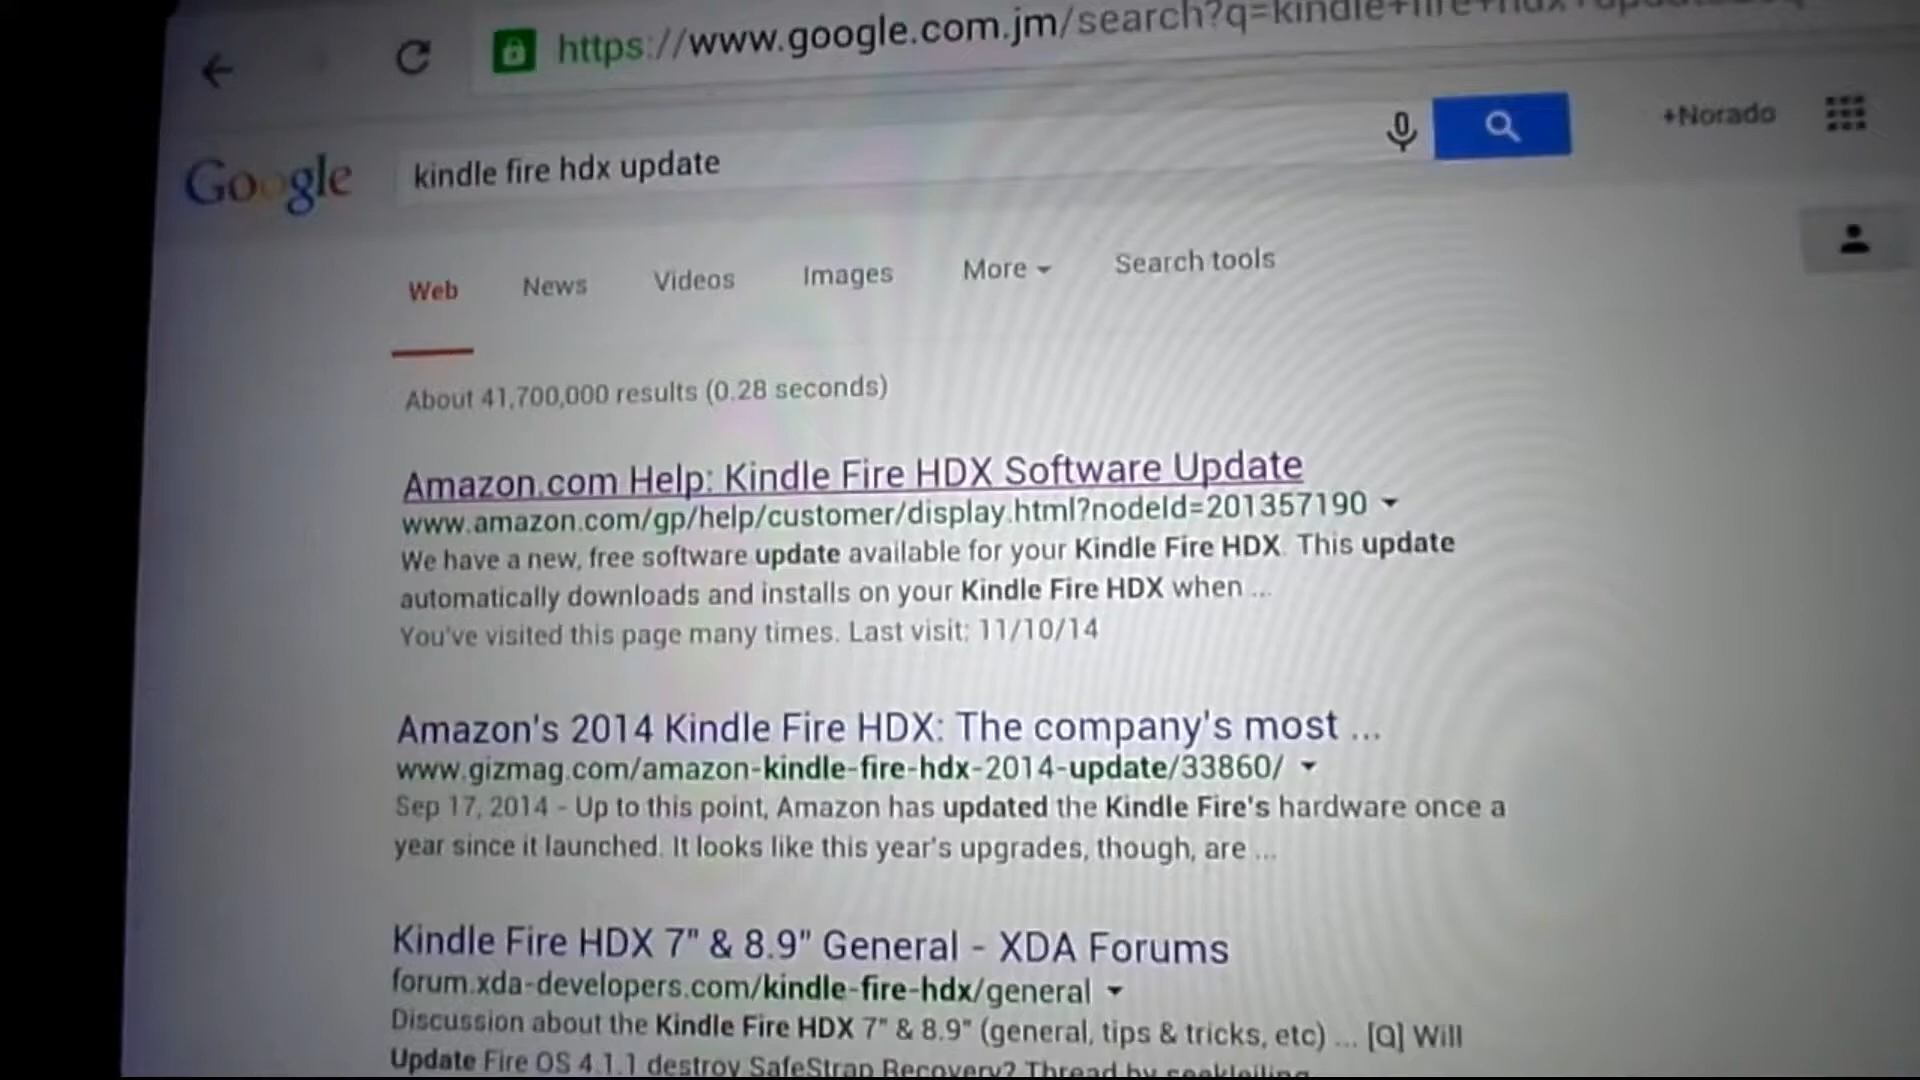 https://www.google.com.jm/search?q=kindle+fire+hdx+
Google
kindle fire hdx update
+Norado
Web News Videos Images More Search tools
About 41,700,000 results (0.28 seconds)
Amazon.com Help: Kindle Fire HDX Software Update
www.amazon.com/gp/help/customer/display.html?nodeId=201357190
We have a new, free software update available for your Kindle Fire HDX. This update
automatically downloads and installs on your Kindle Fire HDX when ...
You've visited this page many times. Last visit: 11/10/14
Amazon's 2014 Kindle Fire HDX: The company's most ...
www.gizmag.com/amazon-kindle-fire-hdx-2014-update/33860/
Sep 17, 2014 - Up to this point, Amazon has updated the Kindle Fire's hardware once a
year since it launched. It looks like this year's upgrades, though, are ...
Kindle Fire HDX 7" & 8.9" General - XDA Forums
forum.xda-developers.com/kindle-fire-hdx/general
Discussion about the Kindle Fire HDX 7" & 8.9" (general, tips & tricks, etc) ... [Q] Will
Update Fire OS 4.1.1 destroy SafeStrap Recovery? Thread by